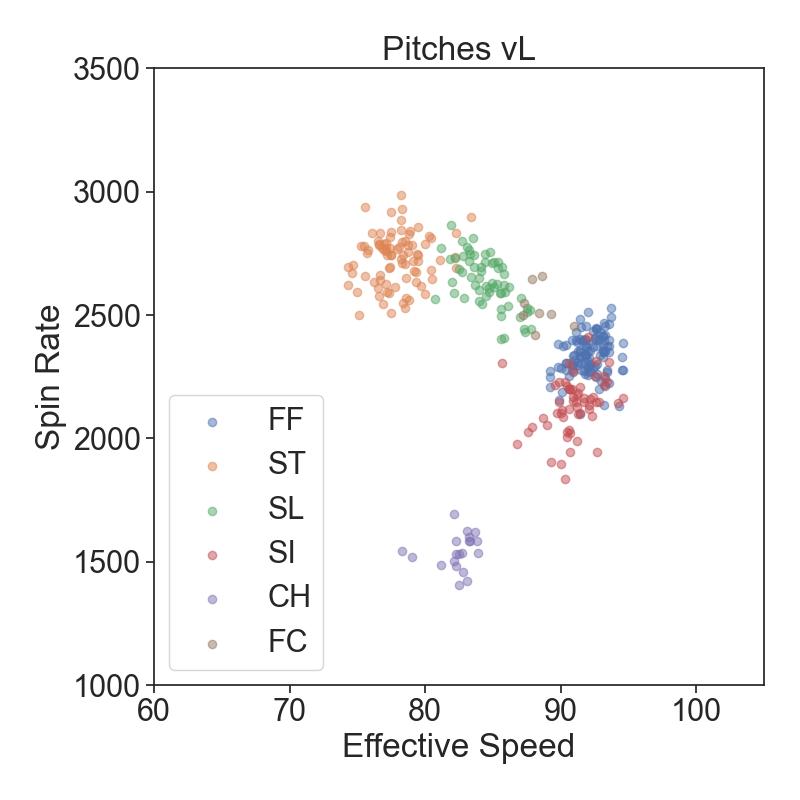 Pitches vL
3500
3000
2500
2000
1500
1000
Spin Rate
FF
ST
SL
SI
CH
FC
60 70 80 90 100
Effective Speed